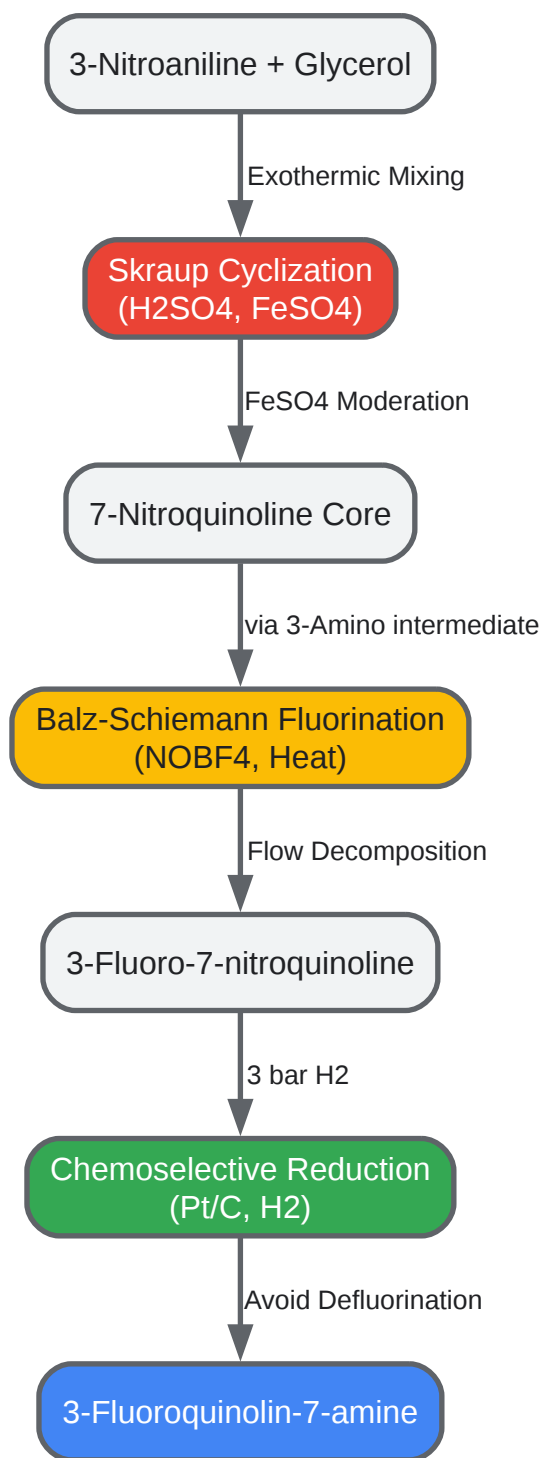 3-Nitroaniline + Glycerol
Exothermic Mixing
Skraup Cyclization
(H2SO4, FeSO4)
FeSO4 Moderation
7-Nitroquinoline Core
via 3-Amino intermediate
Balz-Schiemann Fluorination
(NOBF4, Heat)
Flow Decomposition
3-Fluoro-7-nitroquinoline
3 bar H2
Chemoselective Reduction
(Pt/C, H2)
Avoid Defluorination
3-Fluoroquinolin-7-amine